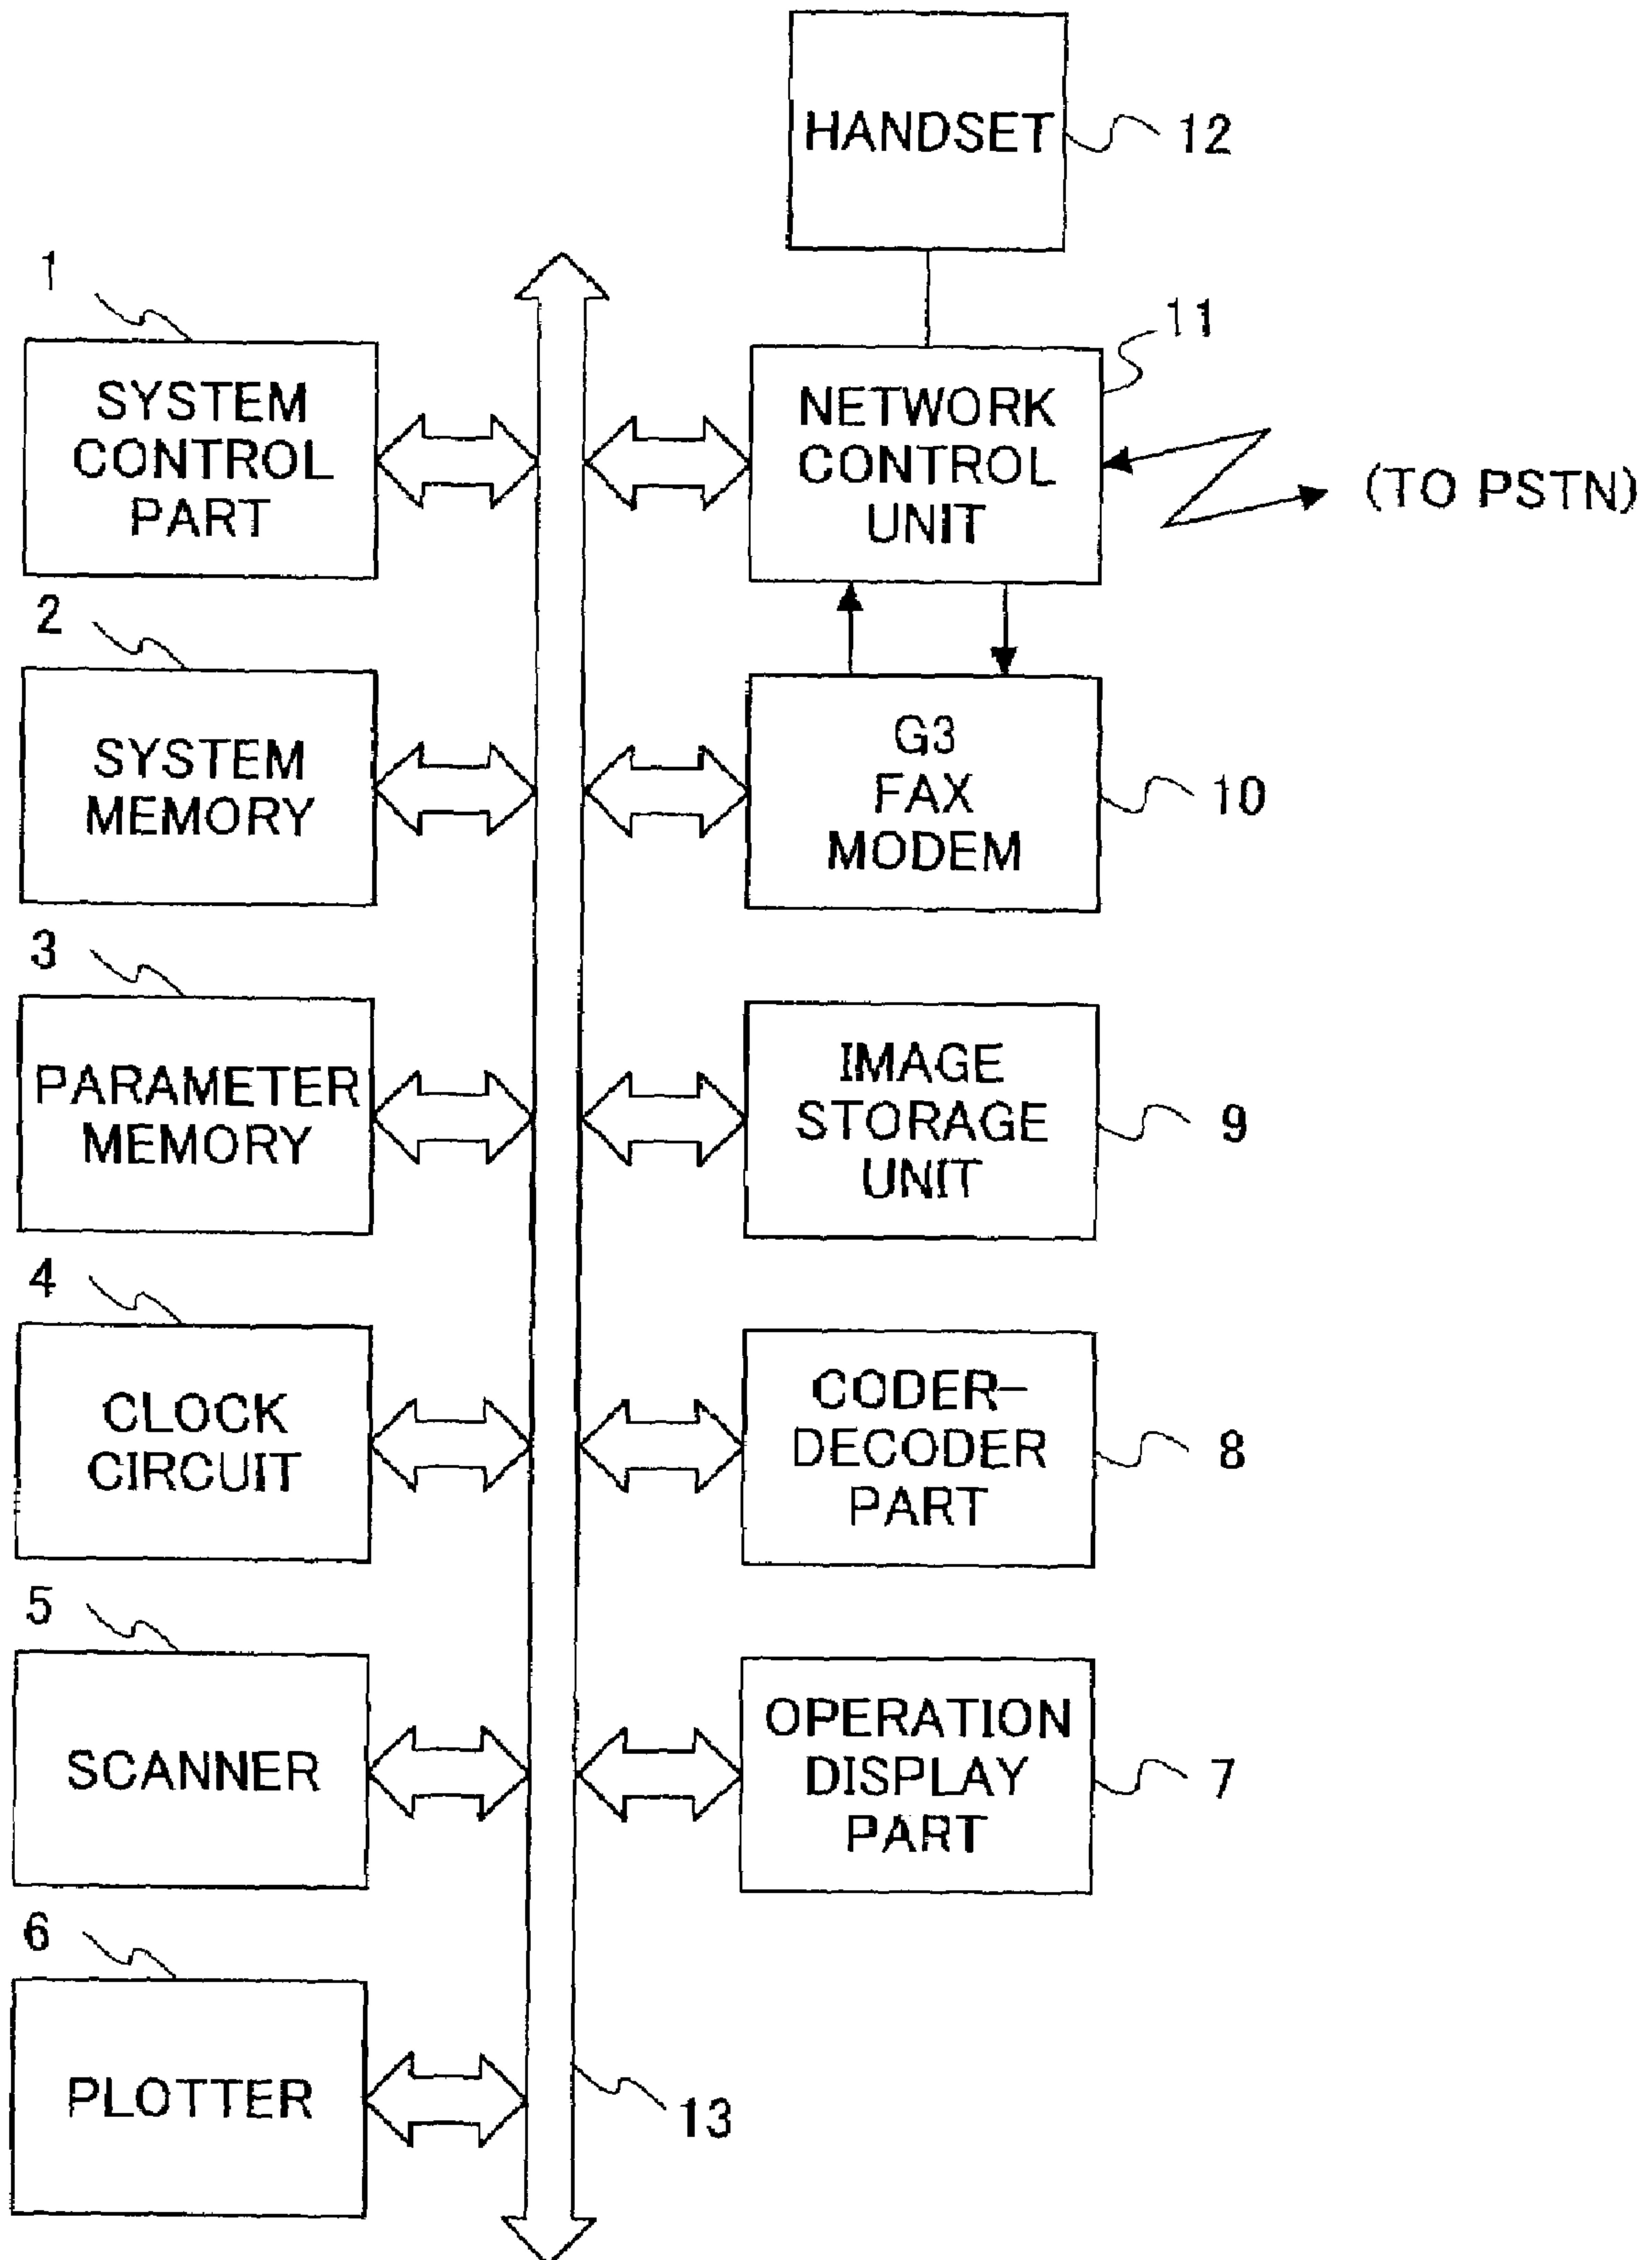 HANDSET
12
1
SYSTEM
CONTROL
PART
11
NETWORK
CONTROL
UNIT
(TO PSTN)
2
SYSTEM
MEMORY
G3
FAX
MODEM
10
3
PARAMETER
MEMORY
IMAGE
STORAGE
UNIT
9
4
CLOCK
CIRCUIT
CODER-
DECODER
PART
8
5
SCANNER
OPERATION
DISPLAY
PART
7
6
PLOTTER
13